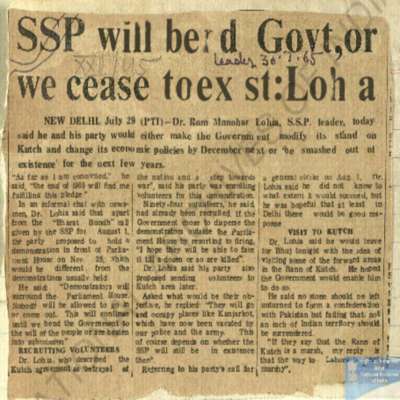 SSP will berd Govt,or
we cease toex st:Loh a
Leader 30.7.65
NEW DELHI, July 29 (PTI)—Dr. Ram Manohar Lohia, S.S.P. leader, today
said he and his party would either make the Government modify its stand on
Kutch and change its economic policies by December next or 'be smashed out of
existence' for the next few years.
"As far as I am concerned, he
said, "the end of 1965 will find me
fulfilling this pledge"
In an informal chat with newsmen,
Dr. Lohia said that apart
from the "Bharat Bundh" call
given by the SSP for August 1,
the party proposed to hold a
demonstration in front of Parliament
House on Nov. 25, which
would be different from the
demonstrations usually held
He said "Demonstrators will
surround the Parliament House.
Nobody will be allowed to go in
or come out. This will continue
until we bend the Government to
the will of the people or are beaten
into submission"
RECRUITING VOLUNTEERS
Dr. Lohia, who described the
Kutch agreement as betrayal of
the nation and a step towards
war', said his party was enrolling
volunteers for this demonstration.
Ninety-four volunteers, he said
had already been recruited. If the
Government chose to disperse the
demonstration outside the Parliament
House by resorting to firing,
"I hope they will be able to face
it till a dozen or so are killed".
Dr. Lohia said his party also
proposed sending volunteers to
Kutch area later.
Asked what would be their objective,
he replied: They will go
and occupy places like Kanjarkot,
which have now been vacated by
our police and the army. This
of course depends on whether the
SSP will still be in existence
then"
Referring to his party's call for
a general strike on Aug. 1, Dr.
Lohia said he did not know to
what extent it would succeed, but
he was hopeful that at least in
Delhi there would be good response
VISIT TO KUTCH
Dr. Lohia said he would leave
for Bhuj tonight with the idea of
visiting some of the forward areas
in the Rann of Kutch. He hoped
the Government would enable him
to do so.
He said no stone should be left
unturned to form a confederation
with Pakistan but failing that not
an inch of Indian territory should
be surrendered.
"If they say that the Rann of
Kutch is a marsh, my reply is
that the way to Lahore
marshy".